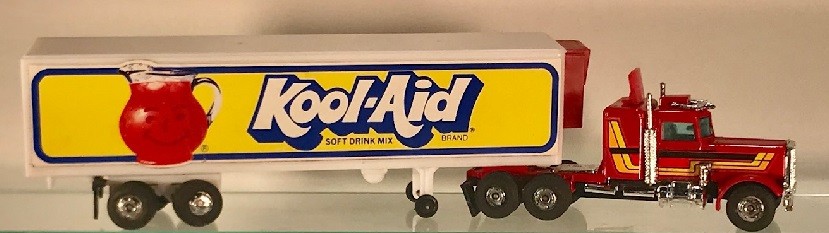 Kool-Aid
®
SOFT DRINK MIX BRAND
®